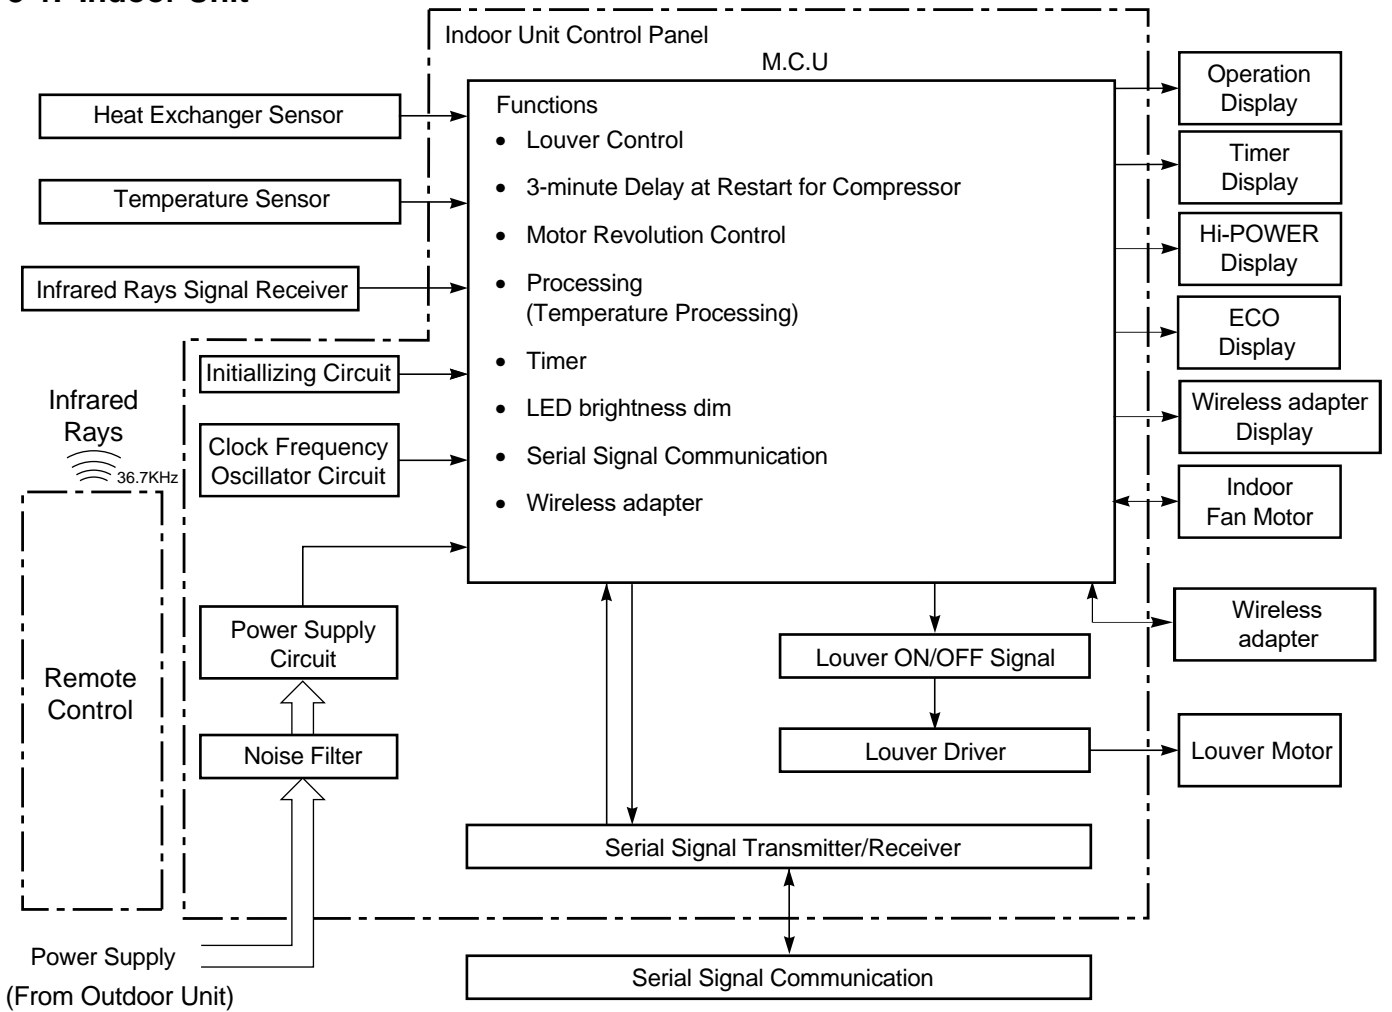 Indoor Unit
Indoor Unit Control Panel
M.C.U
Heat Exchanger Sensor
Temperature Sensor
Infrared Rays Signal Receiver
Initiallizing Circuit
Clock Frequency
Oscillator Circuit
Infrared
Rays
36.7KHz
Remote
Control
Power Supply
Circuit
Noise Filter
Power Supply
(From Outdoor Unit)
Functions
• Louver Control
• 3-minute Delay at Restart for Compressor
• Motor Revolution Control
• Processing
(Temperature Processing)
• Timer
• LED brightness dim
• Serial Signal Communication
• Wireless adapter
Louver ON/OFF Signal
Louver Driver
Serial Signal Transmitter/Receiver
Serial Signal Communication
Operation
Display
Timer
Display
Hi-POWER
Display
ECO
Display
Wireless adapter
Display
Indoor
Fan Motor
Wireless
adapter
Louver Motor